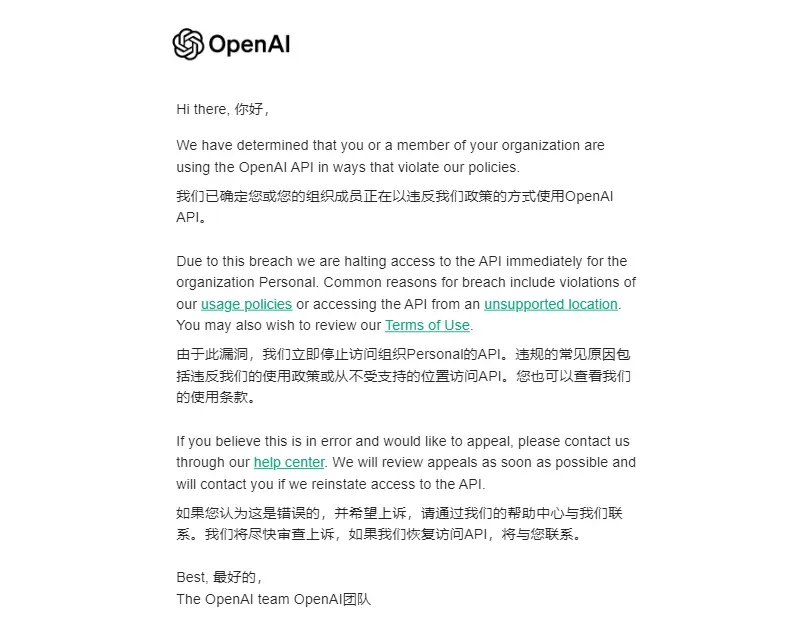 OpenAI
Hi there, 你好，
We have determined that you or a member of your organization are
using the OpenAI API in ways that violate our policies.
我们已确定您或您的组织成员正在以违反我们政策的方式使用OpenAI
API。
Due to this breach we are halting access to the API immediately for the
organization Personal. Common reasons for breach include violations of
our usage policies or accessing the API from an unsupported location.
You may also wish to review our Terms of Use.
由于此漏洞，我们立即停止访问组织Personal的API。违规的常见原因包
括违反我们的使用政策或从不受支持的位置访问API。您也可以查看我们
的使用条款。
If you believe this is in error and would like to appeal, please contact us
through our help center. We will review appeals as soon as possible and
will contact you if we reinstate access to the API.
如果您认为这是错误的，并希望上诉，请通过我们的帮助中心与我们联
系。我们将尽快审查上诉，如果我们恢复访问API，将与您联系。
Best, 最好的，
The OpenAI team OpenAI团队